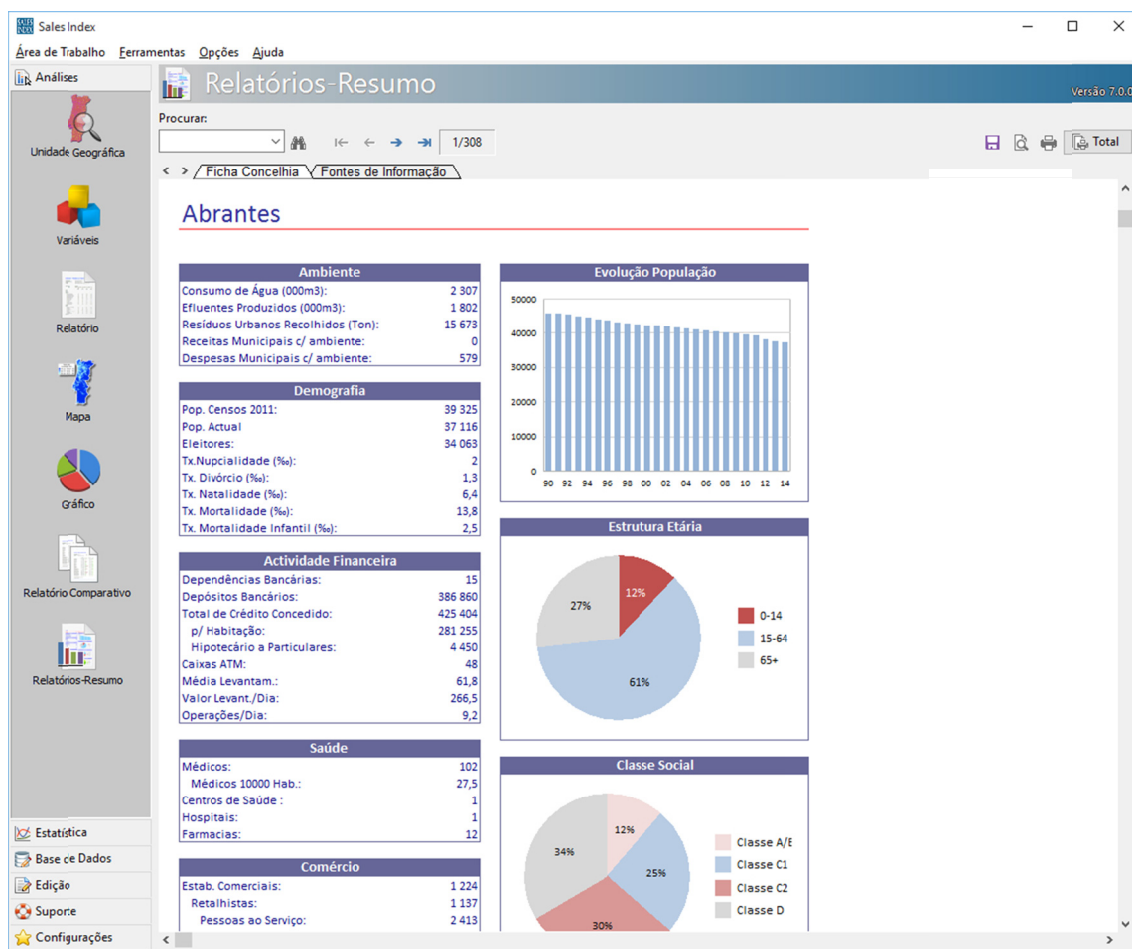 SALES INDEX
Sales Index
Área de Trabalho Ferramentas Opções Ajuda
Análises
Unidade Geográfica
Variáveis
Relatório
Mapa
Gráfico
Relatório Comparativo
Relatórios-Resumo
Estatística
Base de Dados
Edição
Suporte
Configurações
Relatórios-Resumo
Versão 7.0.0
Procurar:
1/308
Total
< > Ficha Concelhia Fontes de Informação
Abrantes
Ambiente
Consumo de Água (000m3): 2 307
Efluentes Produzidos (000m3): 1 802
Resíduos Urbanos Recolhidos (Ton): 15 673
Receitas Municipais c/ ambiente: 0
Despesas Municipais c/ ambiente: 579
Demografia
Pop. Censos 2011: 39 325
Pop. Actual 37 116
Eleitores: 34 063
Tx.Nupcialidade (‰): 2
Tx. Divórcio (‰): 1,3
Tx. Natalidade (‰): 6,4
Tx. Mortalidade (‰): 13,8
Tx. Mortalidade Infantil (‰): 2,5
Actividade Financeira
Dependências Bancárias: 15
Depósitos Bancários: 386 860
Total de Crédito Concedido: 425 404
p/ Habitação: 281 255
Hipotecário a Particulares: 4 450
Caixas ATM: 48
Média Levantam.: 61,8
Valor Levant./Dia: 266,5
Operações/Dia: 9,2
Saúde
Médicos: 102
Médicos 10000 Hab.: 27,5
Centros de Saúde : 1
Hospitais: 1
Farmacias: 12
Comércio
Estab. Comerciais: 1 224
Retalhistas: 1 137
Pessoas ao Serviço: 2 413
Evolução População
50000
40000
30000
20000
10000
0
90 92 94 96 98 00 02 04 06 08 10 12 14
Estrutura Etária
12%
27%
61%
0-14
15-64
65+
Classe Social
12%
34%
25%
30%
Classe A/E
Classe C1
Classe C2
Classe D